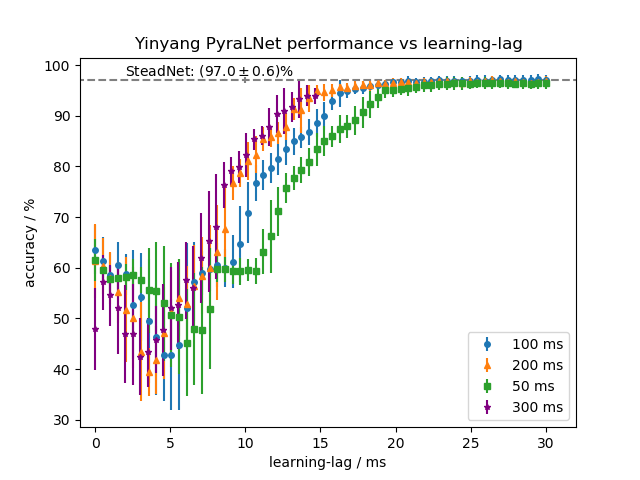 Yinyang PyraLNet performance vs learning-lag
SteadNet: (97.0 ± 0.6)%
100
90
80
70
60
50
40
30
accuracy / %
0
5
10
15
20
25
30
learning-lag / ms
100 ms
200 ms
50 ms
300 ms